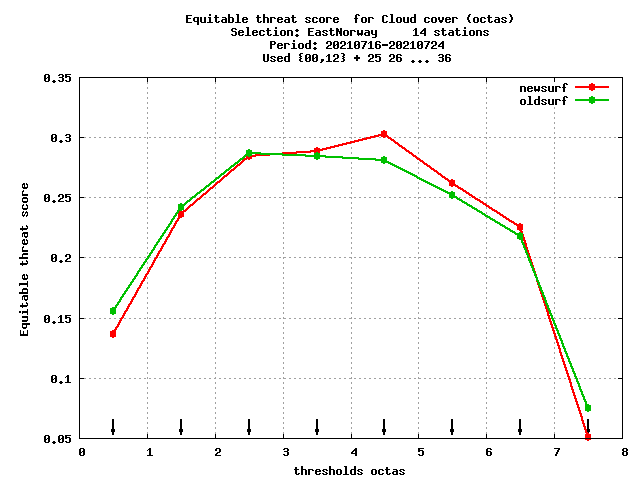 Equitable threat score  for Cloud cover (octas)
Selection: EastNorway     14 stations
Period: 20210716-20210724
Used {00,12} + 25 26 ... 36
newsurf
oldsurf
0.35
0.3
0.25
0.2
0.15
0.1
0.05
Equitable threat score
0 1 2 3 4 5 6 7 8
thresholds octas